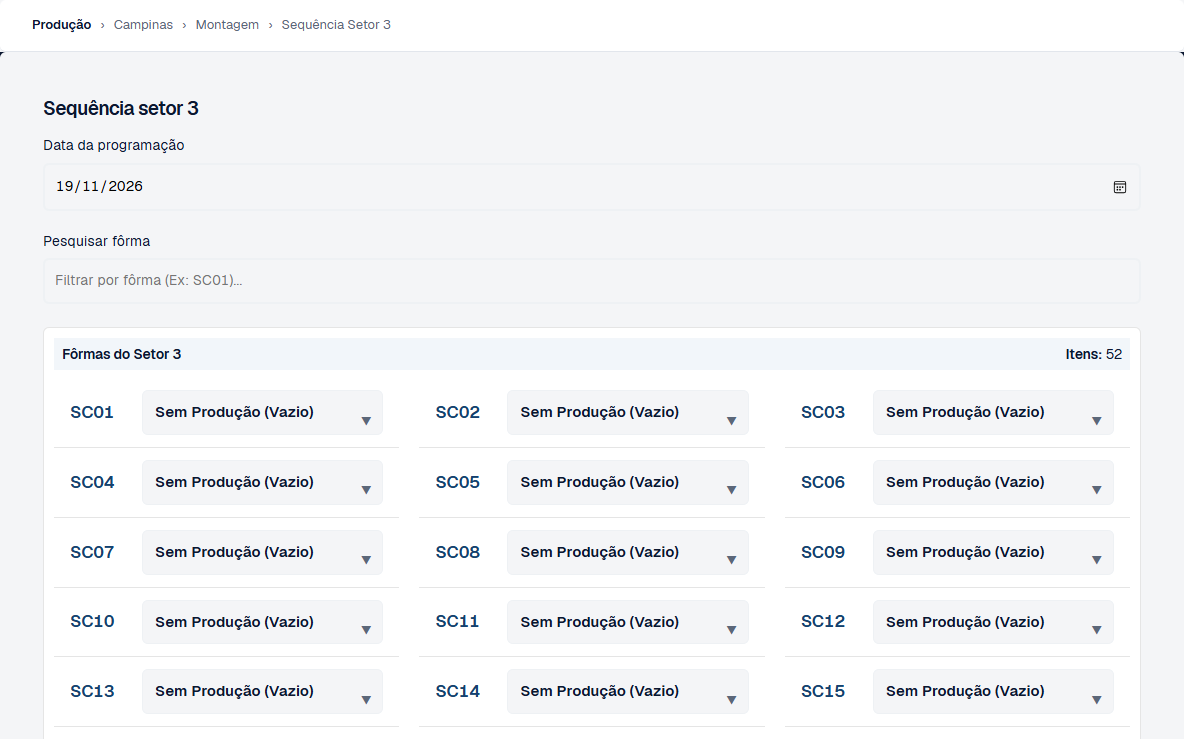 Produção › Campinas › Montagem › Sequência Setor 3
Sequência setor 3
Data da programação
19/11/2026
Pesquisar fôrma
Filtrar por fôrma (Ex: SC01)...
Fôrmas do Setor 3 Itens: 52
SC01 Sem Produção (Vazio) SC02 Sem Produção (Vazio) SC03 Sem Produção (Vazio)
SC04 Sem Produção (Vazio) SC05 Sem Produção (Vazio) SC06 Sem Produção (Vazio)
SC07 Sem Produção (Vazio) SC08 Sem Produção (Vazio) SC09 Sem Produção (Vazio)
SC10 Sem Produção (Vazio) SC11 Sem Produção (Vazio) SC12 Sem Produção (Vazio)
SC13 Sem Produção (Vazio) SC14 Sem Produção (Vazio) SC15 Sem Produção (Vazio)